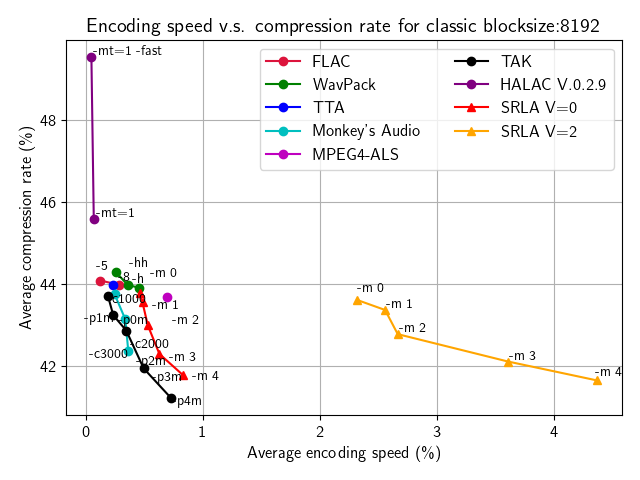 Encoding speed v.s. compression rate for classic blocksize:8192
Average compression rate (%)
48
46
44
42
-mt=1 -fast
-mt=1
FLAC
WavPack
TTA
Monkey's Audio
MPEG4-ALS
TAK
HALAC V.0.2.9
SRLA V=0
SRLA V=2
-5
-hh
-8
-h
-m 0
-c1000
-m 1
-p1m
-p0m
-m 2
-c2000
-c3000
-p2m
-m 3
-p3m
-m 4
-p4m
-m 0
-m 1
-m 2
-m 3
-m 4
0
1
2
3
4
Average encoding speed (%)